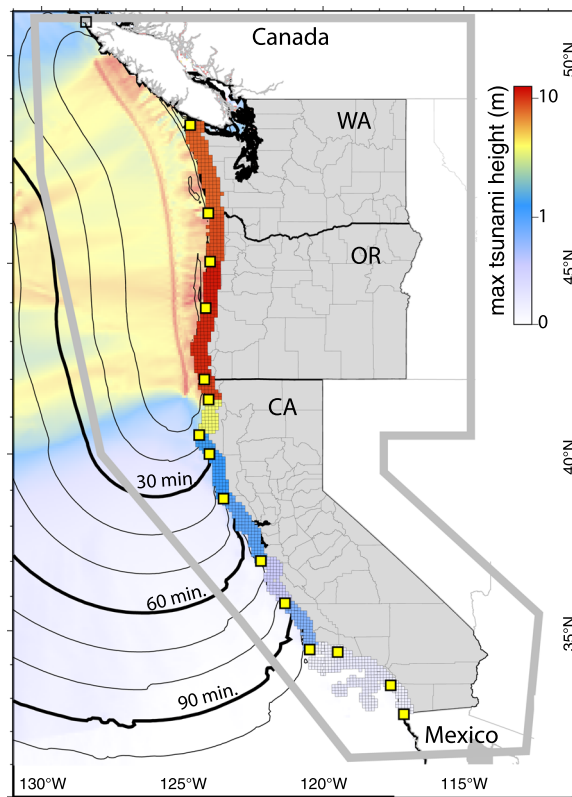 Canada
50°N
WA
max tsunami height (m)
10
1
0
OR
45°N
CA
40°N
30 min.
60 min.
35°N
90 min.
Mexico
130°W
125°W
120°W
115°W